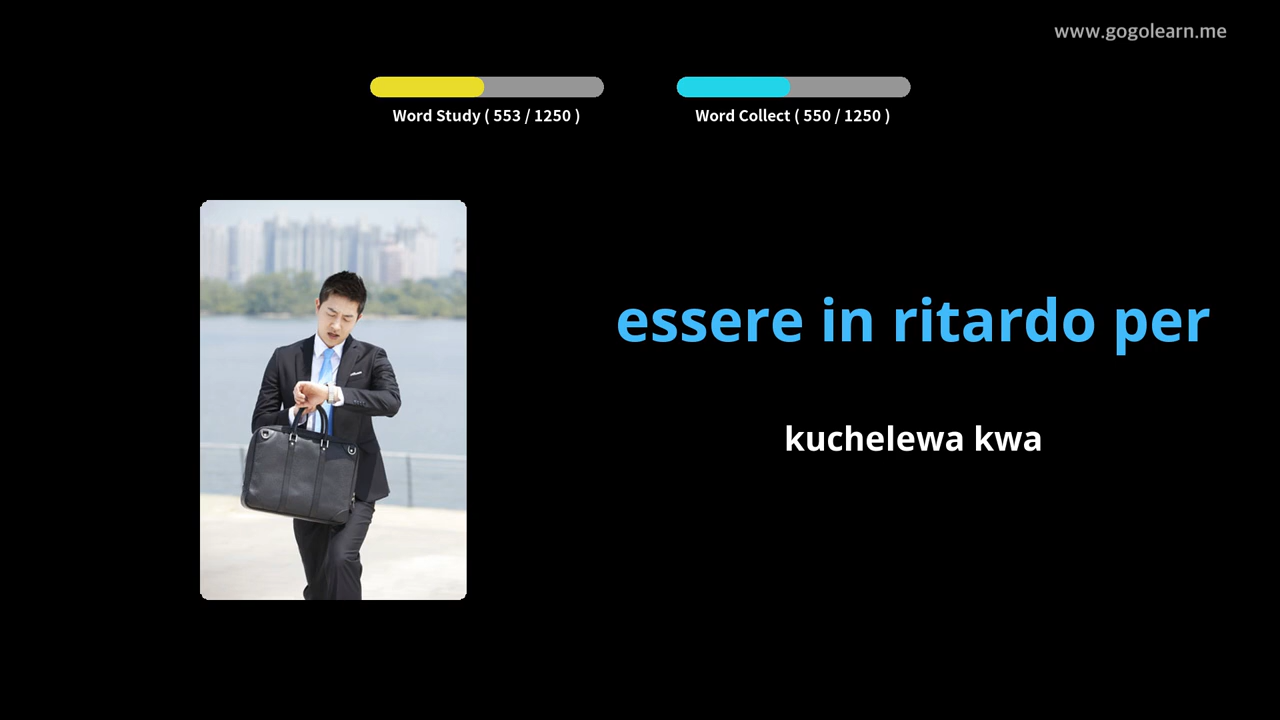 www.gogolearn.me
Word Study ( 553 / 1250 )
Word Collect ( 550 / 1250 )
essere in ritardo per
kuchelewa kwa